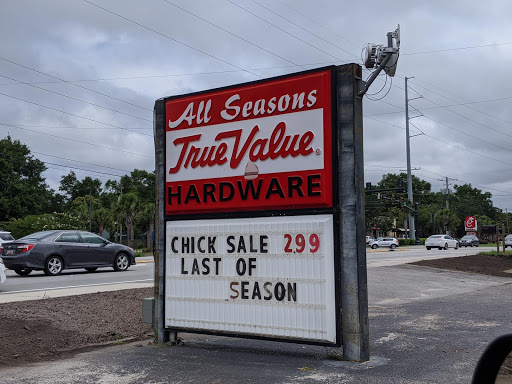 All Seasons
True Value®
HARDWARE
CHICK SALE 2.99
LAST OF
SEASON